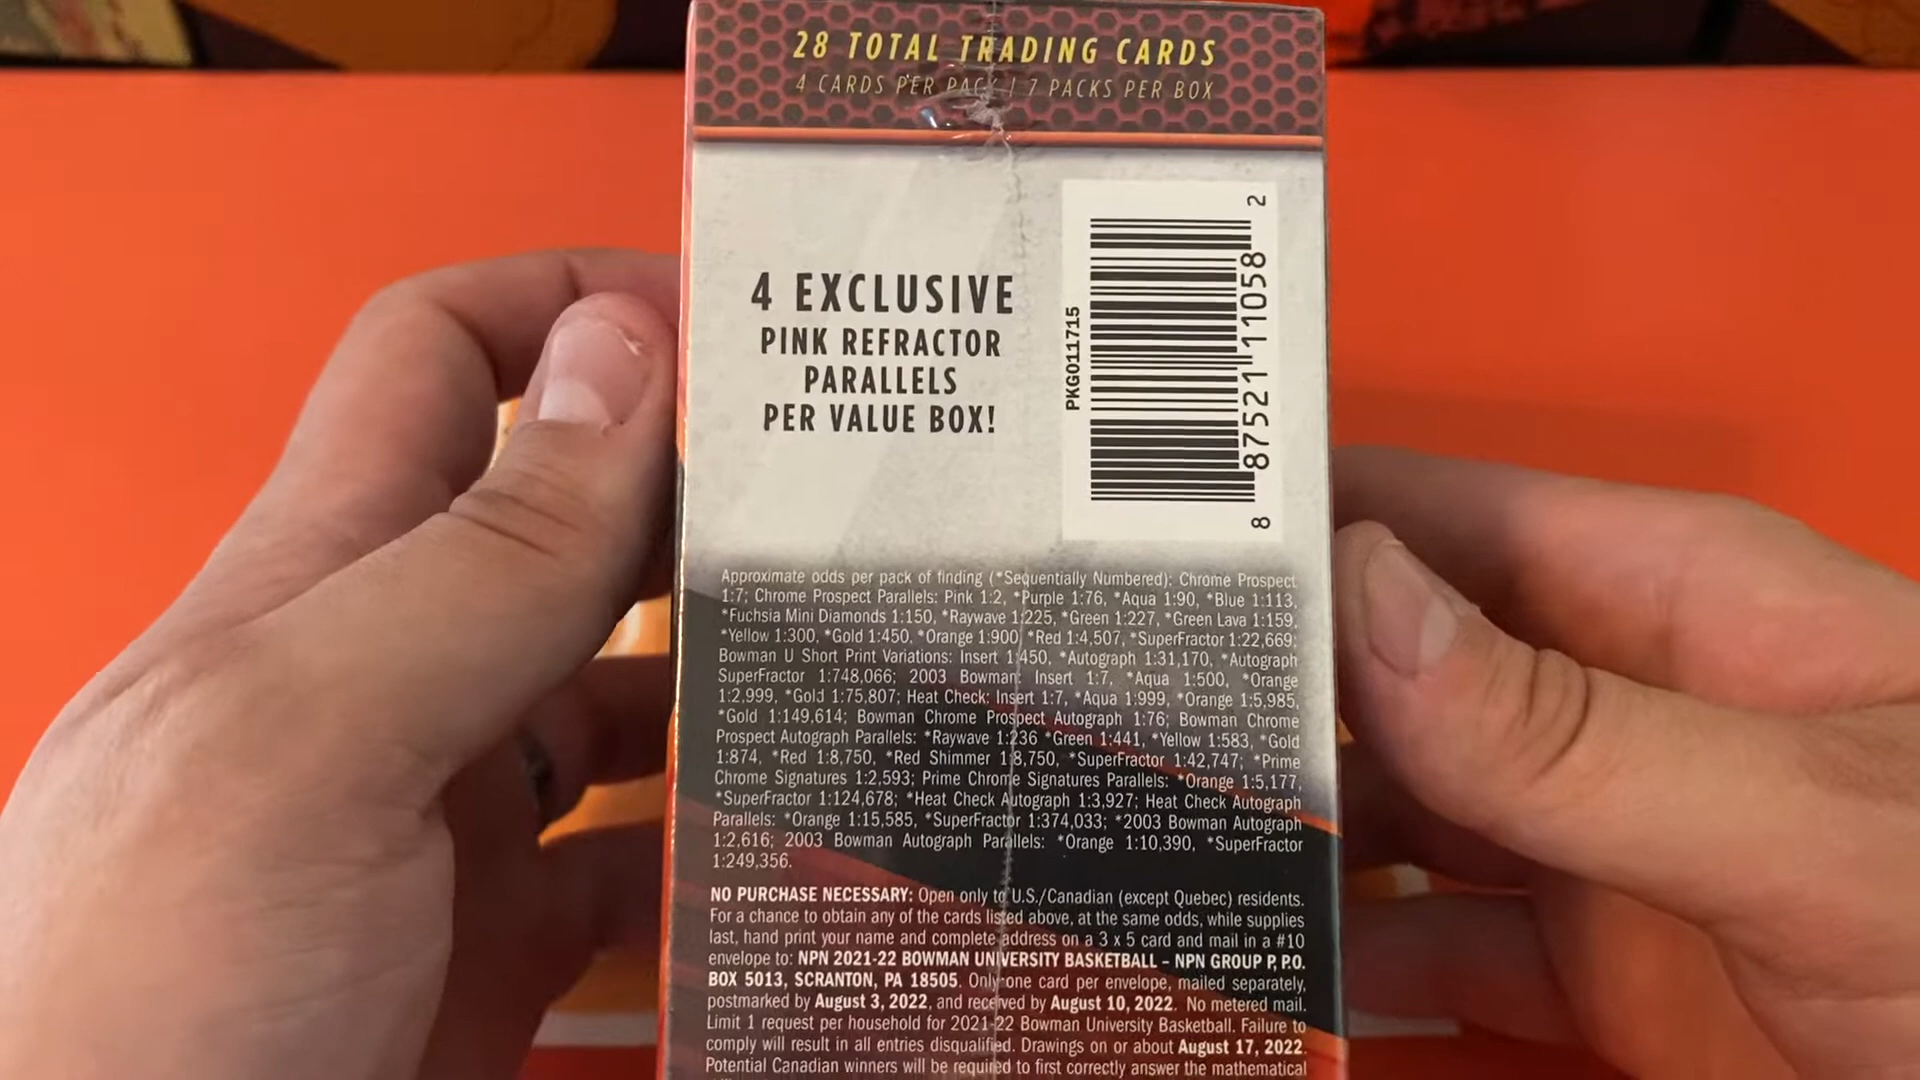 28 TOTAL TRADING CARDS
4 CARDS PER PACK | 7 PACKS PER BOX
4 EXCLUSIVE
PINK REFRACTOR
PARALLELS
PER VALUE BOX!
PKG011715
8 87521 11058 2
Approximate odds per pack of finding (*Sequentially Numbered): Chrome Prospect
1:7; Chrome Prospect Parallels: Pink 1:2, *Purple 1:76, *Aqua 1:90, *Blue 1:113,
*Fuchsia Mini Diamonds 1:150, *Raywave 1:225, *Green 1:227, *Green Lava 1:159,
*Yellow 1:300, *Gold 1:450, *Orange 1:900, *Red 1:4,507, *SuperFractor 1:22,669;
Bowman U Short Print Variations: Insert 1:450, *Autograph 1:31,170, *Autograph
SuperFractor 1:748,066; 2003 Bowman: Insert 1:7, *Aqua 1:500, *Orange
1:2,999, *Gold 1:75,807; Heat Check: Insert 1:7, *Aqua 1:999, *Orange 1:5,985,
*Gold 1:149,614; Bowman Chrome Prospect Autograph 1:76; Bowman Chrome
Prospect Autograph Parallels: *Raywave 1:236 *Green 1:441, *Yellow 1:583, *Gold
1:874, *Red 1:8,750, *Red Shimmer 1:8,750, *SuperFractor 1:42,747; *Prime
Chrome Signatures 1:2,593; Prime Chrome Signatures Parallels: *Orange 1:5,177,
*SuperFractor 1:124,678; *Heat Check Autograph 1:3,927; Heat Check Autograph
Parallels: *Orange 1:15,585, *SuperFractor 1:374,033; *2003 Bowman Autograph
1:2,616; 2003 Bowman Autograph Parallels: *Orange 1:10,390, *SuperFractor
1:249,356.
NO PURCHASE NECESSARY: Open only to U.S./Canadian (except Quebec) residents.
For a chance to obtain any of the cards listed above, at the same odds, while supplies
last, hand print your name and complete address on a 3 x 5 card and mail in a #10
envelope to: NPN 2021-22 BOWMAN UNIVERSITY BASKETBALL – NPN GROUP P, P.O.
BOX 5013, SCRANTON, PA 18505. Only one card per envelope, mailed separately,
postmarked by August 3, 2022, and received by August 10, 2022. No metered mail.
Limit 1 request per household for 2021-22 Bowman University Basketball. Failure to
comply will result in all entries disqualified. Drawings on or about August 17, 2022.
Potential Canadian winners will be required to first correctly answer the mathematical